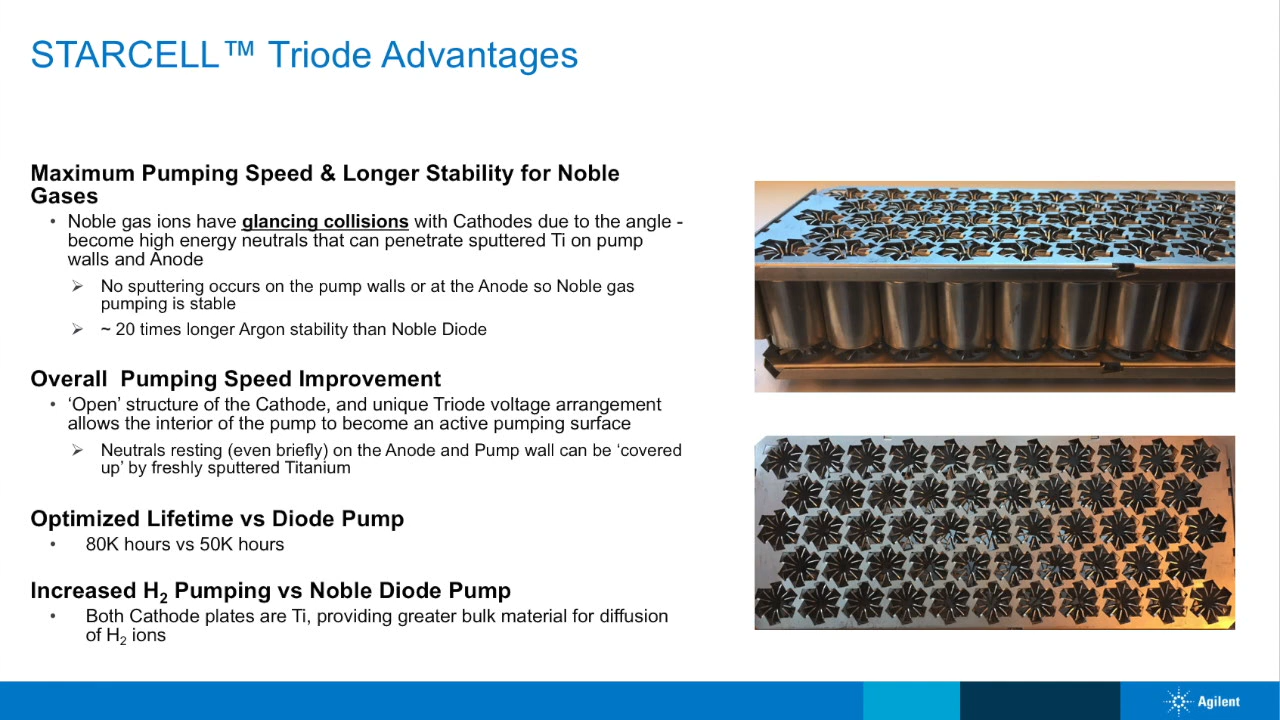 STARCELL™ Triode Advantages
Maximum Pumping Speed & Longer Stability for Noble
Gases
• Noble gas ions have glancing collisions with Cathodes due to the angle -
become high energy neutrals that can penetrate sputtered Ti on pump
walls and Anode
➢ No sputtering occurs on the pump walls or at the Anode so Noble gas
pumping is stable
➢ ~ 20 times longer Argon stability than Noble Diode
Overall  Pumping Speed Improvement
• ‘Open’ structure of the Cathode, and unique Triode voltage arrangement
allows the interior of the pump to become an active pumping surface
➢ Neutrals resting (even briefly) on the Anode and Pump wall can be ‘covered
up’ by freshly sputtered Titanium
Optimized Lifetime vs Diode Pump
• 80K hours vs 50K hours
Increased H₂ Pumping vs Noble Diode Pump
• Both Cathode plates are Ti, providing greater bulk material for diffusion
of H₂ ions
Agilent